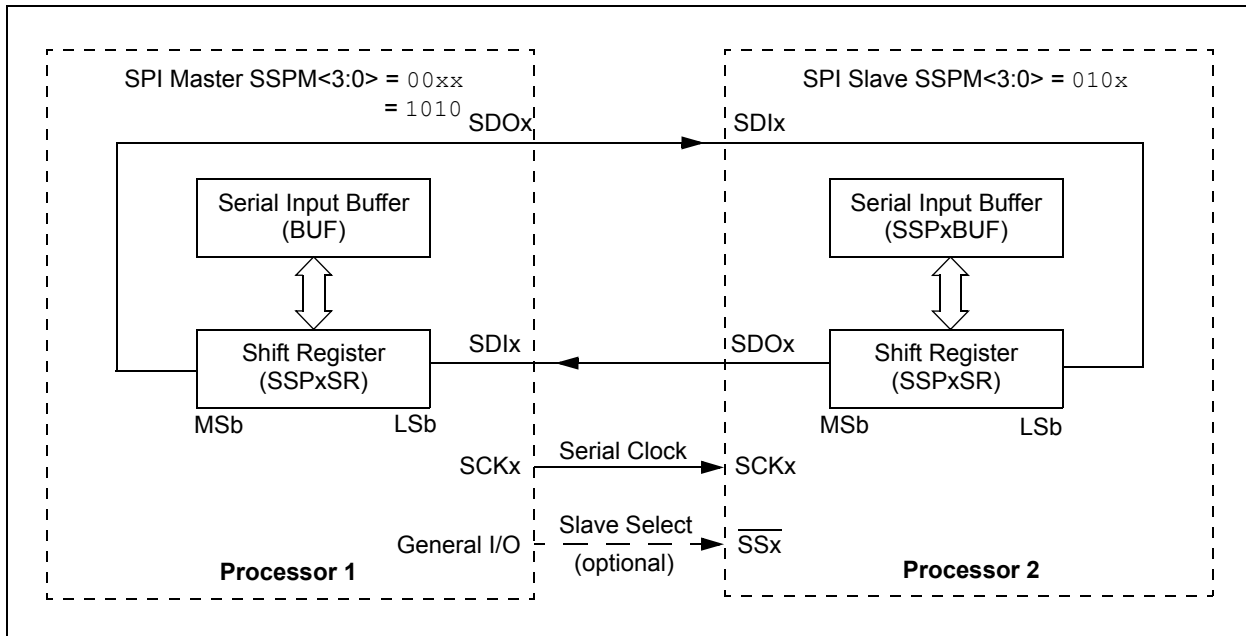 SPI Master SSPM<3:0> = 00xx
= 1010
SDOx
Serial Input Buffer
(BUF)
Shift Register
(SSPxSR)
MSb
LSb
SDIx
SCKx
General I/O
Processor 1
Serial Clock
Slave Select
(optional)
SPI Slave SSPM<3:0> = 010x
SDIx
Serial Input Buffer
(SSPxBUF)
SDOx
Shift Register
(SSPxSR)
MSb
LSb
SCKx
SSx
Processor 2